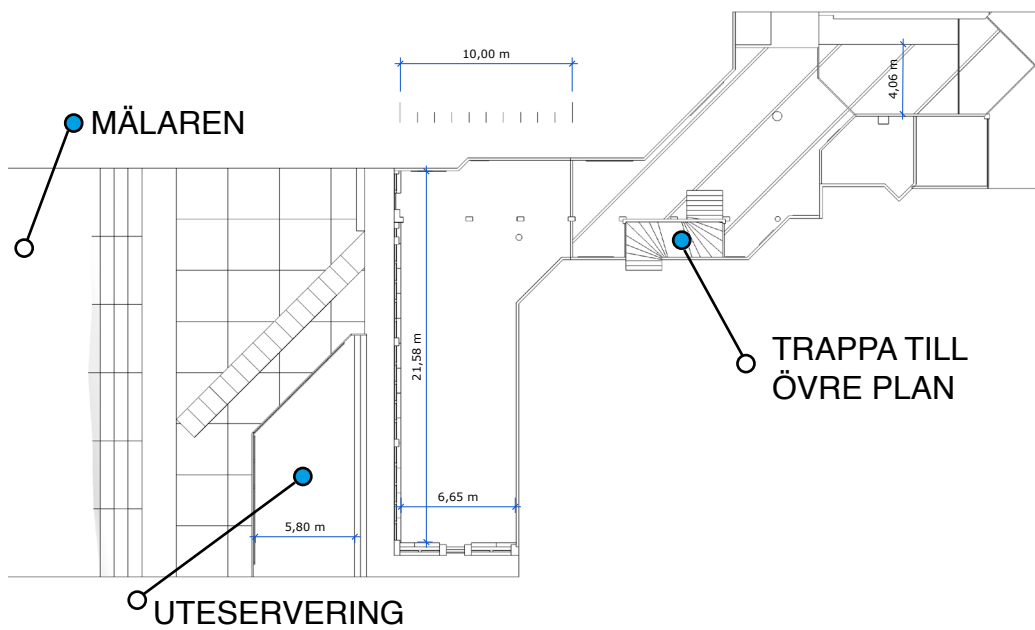 10,00 m
4,06 m
MÄLAREN
21,58 m
TRAPPA TILL
ÖVRE PLAN
6,65 m
5,80 m
UTESERVERING